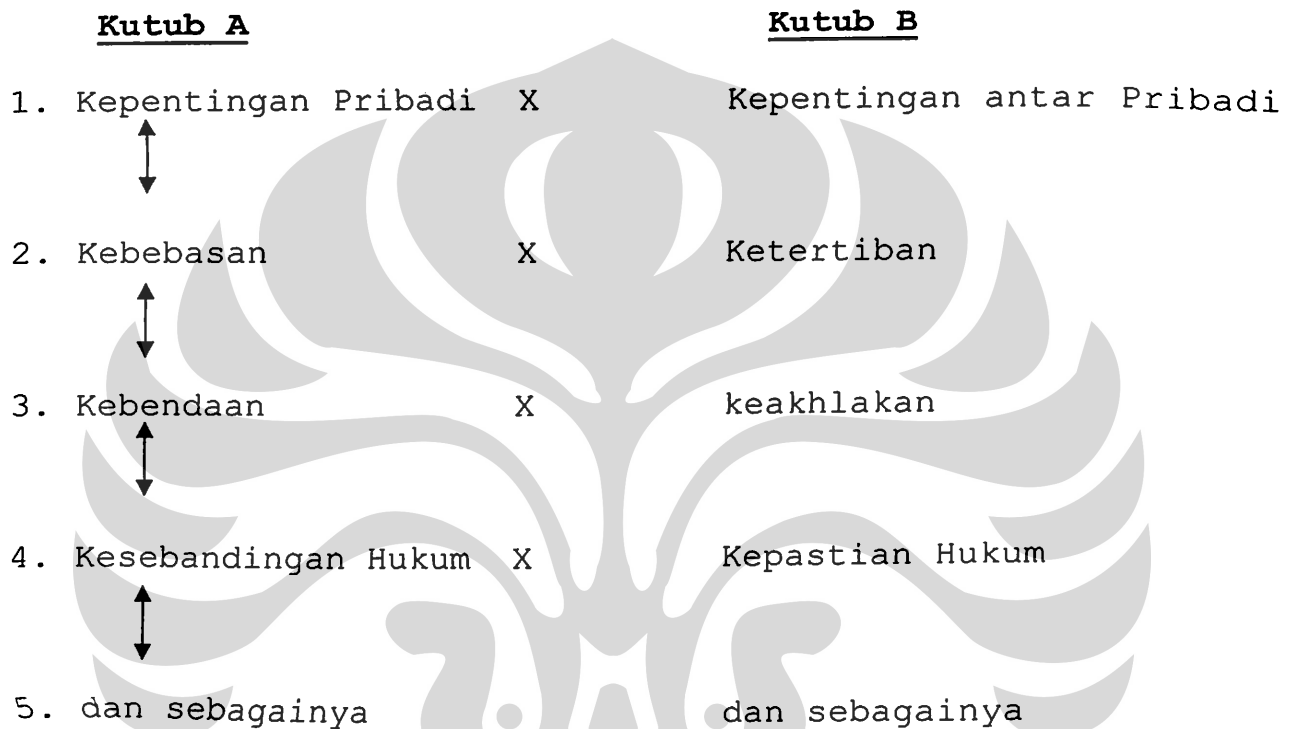 Kutub A Kutub B
1. Kepentingan Pribadi X Kepentingan antar Pribadi
2. Kebebasan X Ketertiban
3. Kebendaan X keakhlakan
4. Kesebandingan Hukum X Kepastian Hukum
5. dan sebagainya dan sebagainya